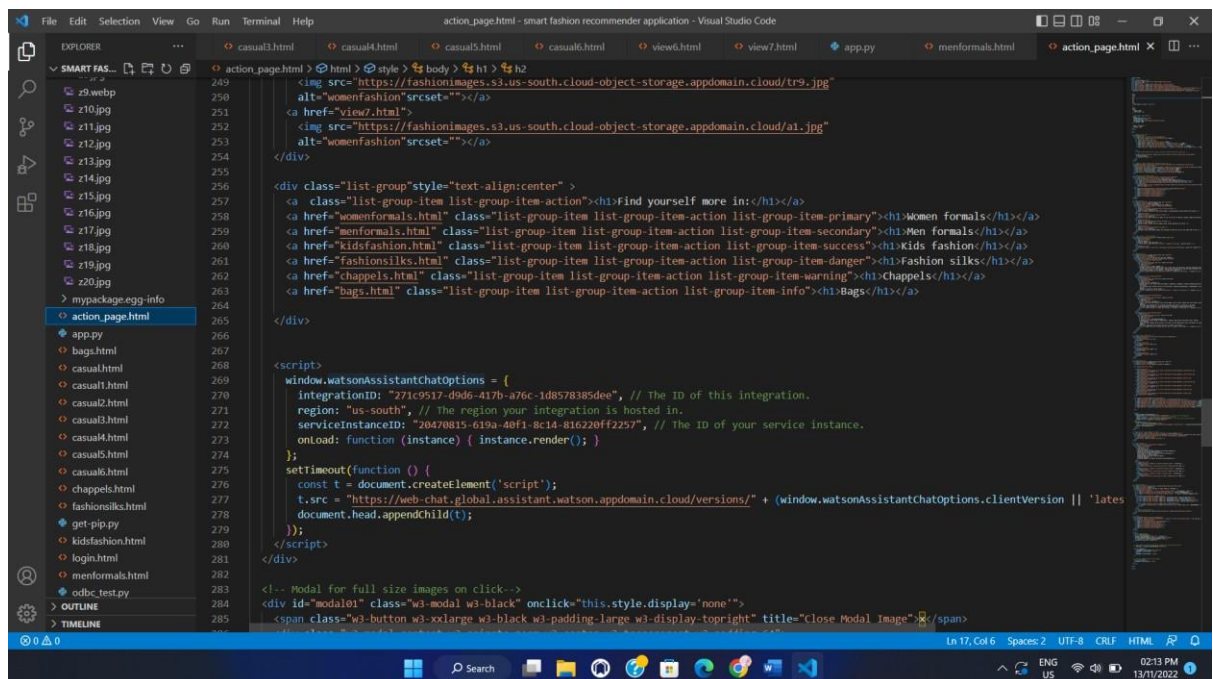 File Edit Selection View Go Run Terminal Help
action_page.html - smart fashion recommender application - Visual Studio Code
EXPLORER ...
casual3.html casual4.html casual5.html casual6.html view6.html view7.html app.py menformals.html action_page.html
SMART FAS...
action_page.html > html > style > body > h1 > h2
z9.webp
z10.jpg
z11.jpg
z12.jpg
z13.jpg
z14.jpg
z15.jpg
z16.jpg
z17.jpg
z18.jpg
z19.jpg
z20.jpg
> mypackage.egg-info
action_page.html
app.py
bags.html
casual.html
casual1.html
casual2.html
casual3.html
casual4.html
casual5.html
casual6.html
chappels.html
fashionsilks.html
get-pip.py
kidsfashion.html
login.html
menformals.html
odbc_test.py
> OUTLINE
> TIMELINE
249 <img src="https://fashionimages.s3.us-south.cloud-object-storage.appdomain.cloud/tr9.jpg"
250 alt="womenfashion"srcset=""></a>
251 <a href="view7.html">
252 <img src="https://fashionimages.s3.us-south.cloud-object-storage.appdomain.cloud/a1.jpg"
253 alt="womenfashion"srcset=""></a>
254 </div>
255
256 <div class="list-group"style="text-align:center" >
257 <a class="list-group-item list-group-item-action"><h1>Find yourself more in:</h1></a>
258 <a href="womenformals.html" class="list-group-item list-group-item-action list-group-item-primary"><h1>Women formals</h1></a>
259 <a href="menformals.html" class="list-group-item list-group-item-action list-group-item-secondary"><h1>Men formals</h1></a>
260 <a href="kidsfashion.html" class="list-group-item list-group-item-action list-group-item-success"><h1>Kids fashion</h1></a>
261 <a href="fashionsilks.html" class="list-group-item list-group-item-action list-group-item-danger"><h1>Fashion silks</h1></a>
262 <a href="chappels.html" class="list-group-item list-group-item-action list-group-item-warning"><h1>Chappels</h1></a>
263 <a href="bags.html" class="list-group-item list-group-item-action list-group-item-info"><h1>Bags</h1></a>
264
265 </div>
266
267
268 <script>
269 window.watsonAssistantChatOptions = {
270 integrationID: "271c9517-d9d6-417b-a76c-1d8578385dee", // The ID of this integration.
271 region: "us-south", // The region your integration is hosted in.
272 serviceInstanceID: "20470815-619a-40f1-8c14-816220ff2257", // The ID of your service instance.
273 onLoad: function (instance) { instance.render(); }
274 };
275 setTimeout(function () {
276 const t = document.createElement('script');
277 t.src = "https://web-chat.global.assistant.watson.appdomain.cloud/versions/" + (window.watsonAssistantChatOptions.clientVersion || 'lates
278 document.head.appendChild(t);
279 });
280 </script>
281 </div>
282
283 <!-- Modal for full size images on click-->
284 <div id="modal01" class="w3-modal w3-black" onclick="this.style.display='none'">
285 <span class="w3-button w3-xxlarge w3-black w3-padding-large w3-display-topright" title="Close Modal Image">×</span>
0 0
Ln 17, Col 6 Spaces: 2 UTF-8 CRLF HTML
Search
ENG
US
02:13 PM
13/11/2022
1